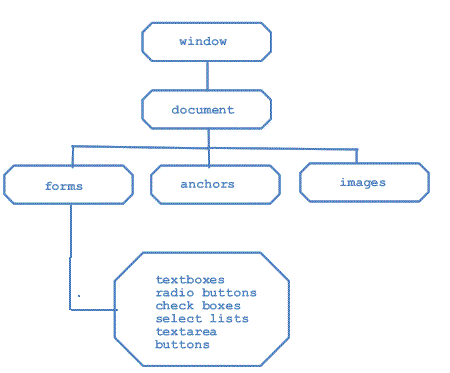 window
document
forms
anchors
images
textboxes
radio buttons
check boxes
select lists
textarea
buttons